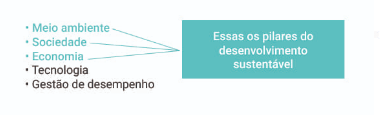 • Meio ambiente
• Sociedade
• Economia
• Tecnologia
• Gestão de desempenho
Essas os pilares do
desenvolvimento
sustentável